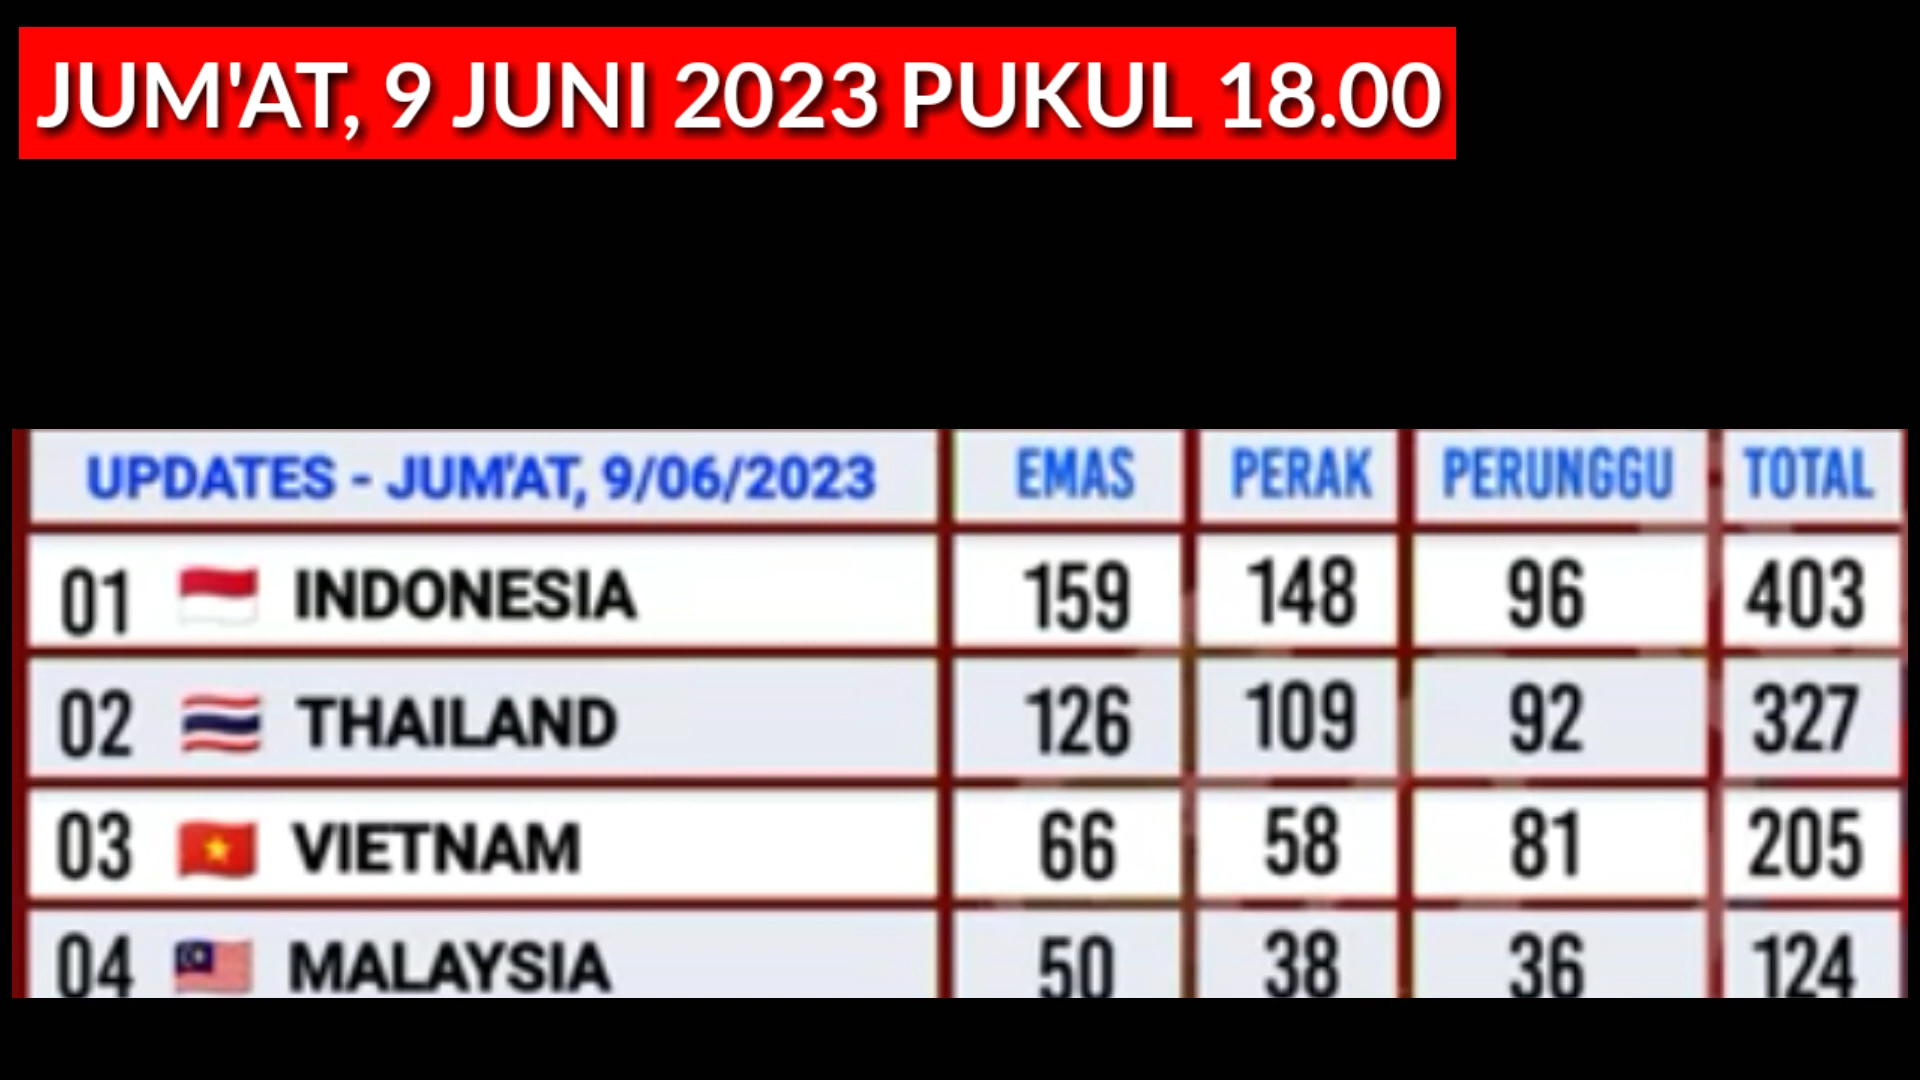 JUM'AT, 9 JUNI 2023 PUKUL 18.00
UPDATES - JUM'AT, 9/06/2023 EMAS PERAK PERUNGGU TOTAL
01 INDONESIA 159 148 96 403
02 THAILAND 126 109 92 327
03 VIETNAM 66 58 81 205
04 MALAYSIA 50 38 36 124